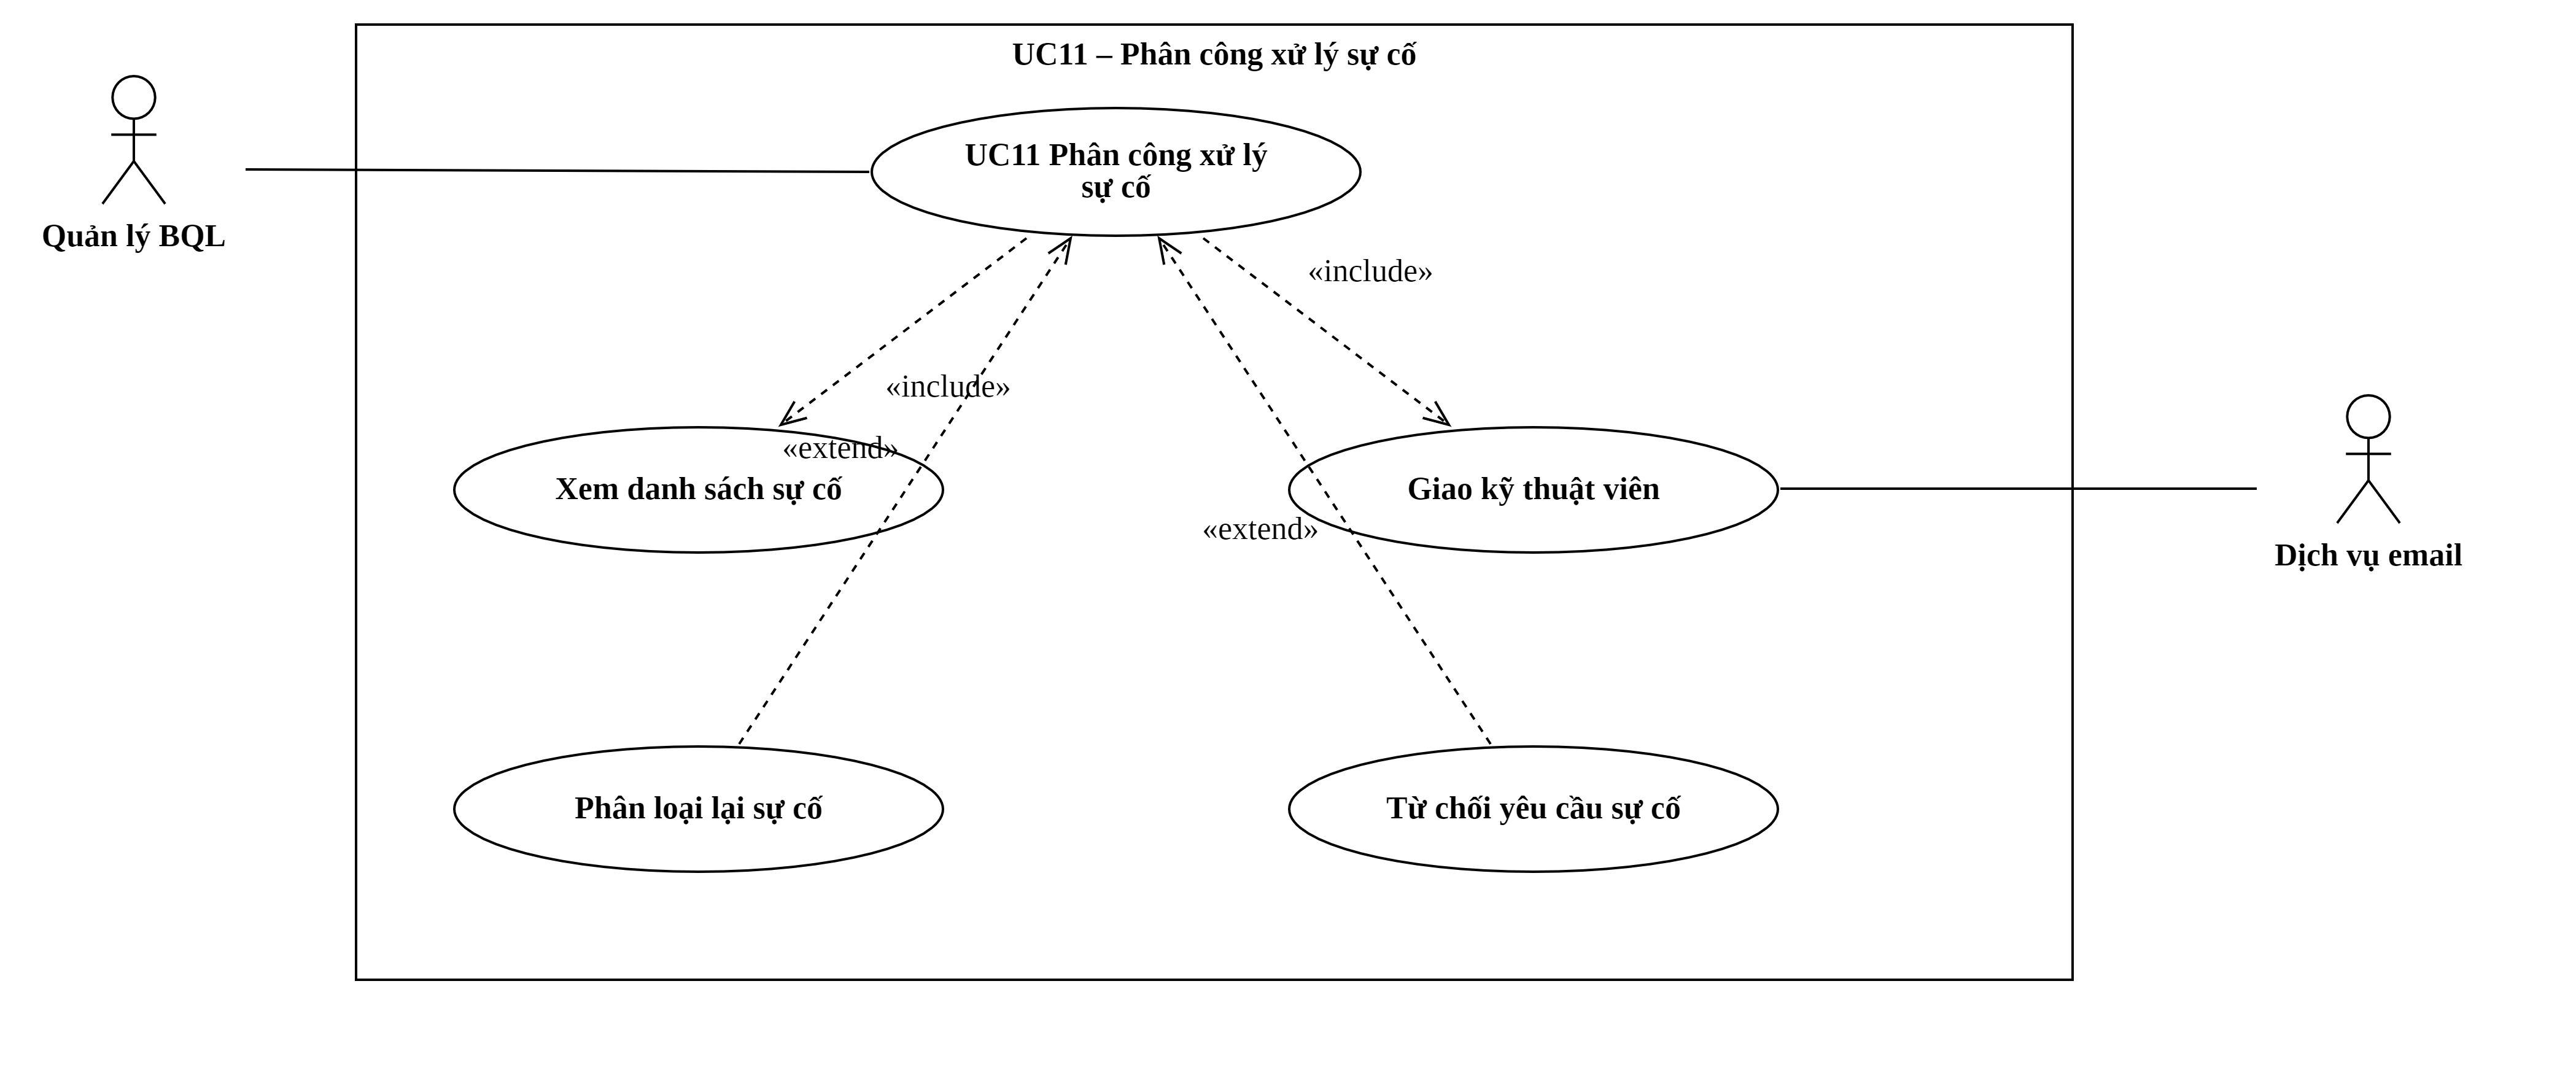 UC11 – Phân công xử lý sự cố
UC11 Phân công xử lý
sự cố
Quản lý BQL
«include»
«include»
«extend»
Xem danh sách sự cố
Giao kỹ thuật viên
«extend»
Dịch vụ email
Phân loại lại sự cố
Từ chối yêu cầu sự cố